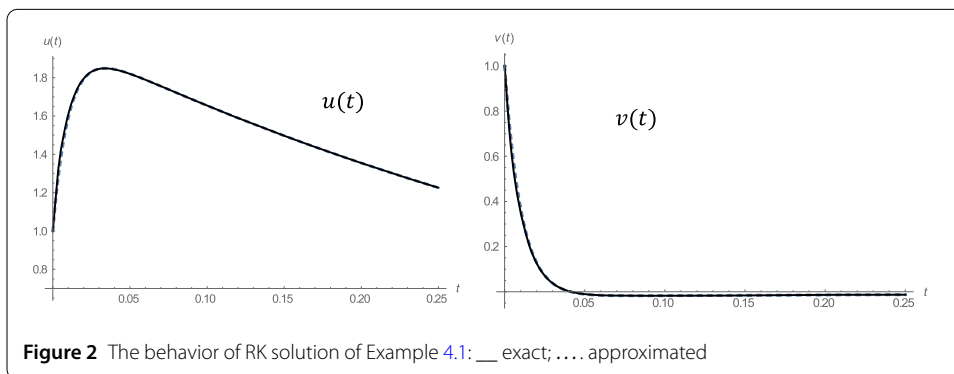 u(t)
1.8
1.6
1.4
1.2
1.0
0.8
0.05 0.10 0.15 0.20 0.25 t
u(t)
v(t)
1.0
0.8
0.6
0.4
0.2
0.05 0.10 0.15 0.20 0.25 t
v(t)
Figure 2 The behavior of RK solution of Example 4.1: __ exact; .... approximated